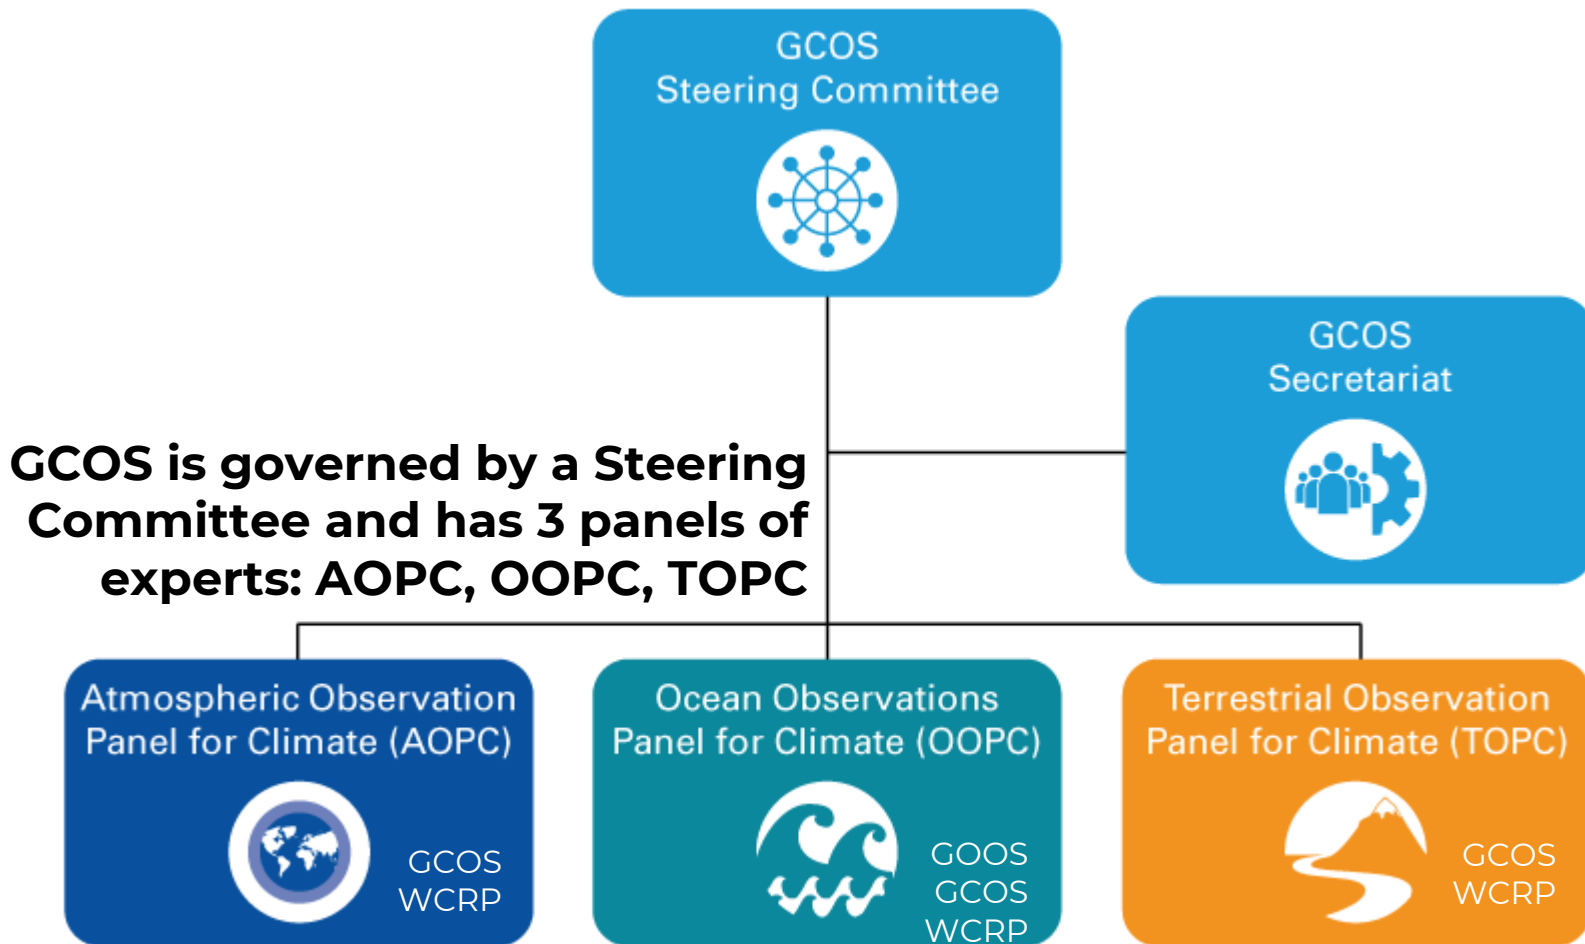 GCOS
Steering Committee
GCOS
Secretariat
GCOS is governed by a Steering
Committee and has 3 panels of
experts: AOPC, OOPC, TOPC
Atmospheric Observation
Panel for Climate (AOPC)
GCOS
WCRP
Ocean Observations
Panel for Climate (OOPC)
GOOS
GCOS
WCRP
Terrestrial Observation
Panel for Climate (TOPC)
GCOS
WCRP